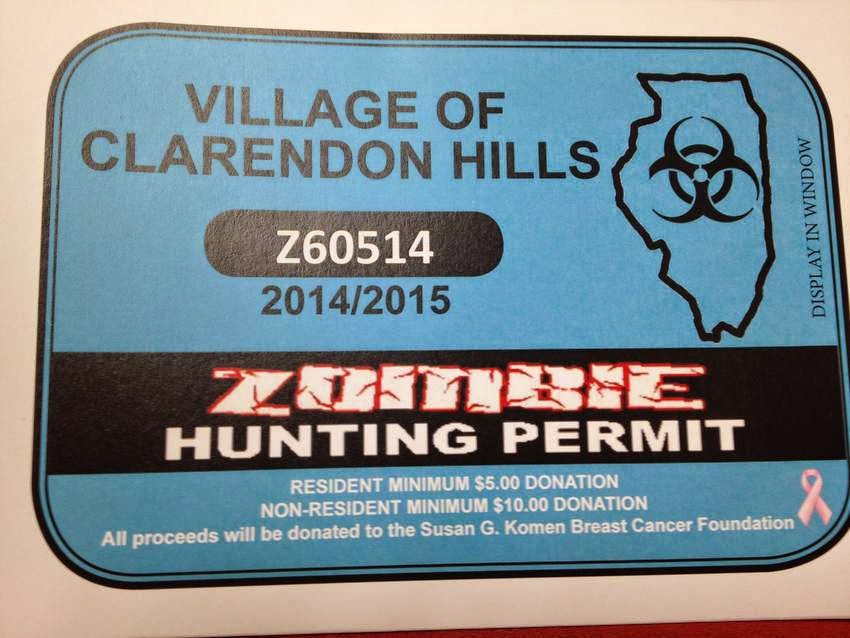 VILLAGE OF
CLARENDON HILLS
Z60514
2014/2015
DISPLAY IN WINDOW
ZOMBIE
HUNTING PERMIT
RESIDENT MINIMUM $5.00 DONATION
NON-RESIDENT MINIMUM $10.00 DONATION
All proceeds will be donated to the Susan G. Komen Breast Cancer Foundation